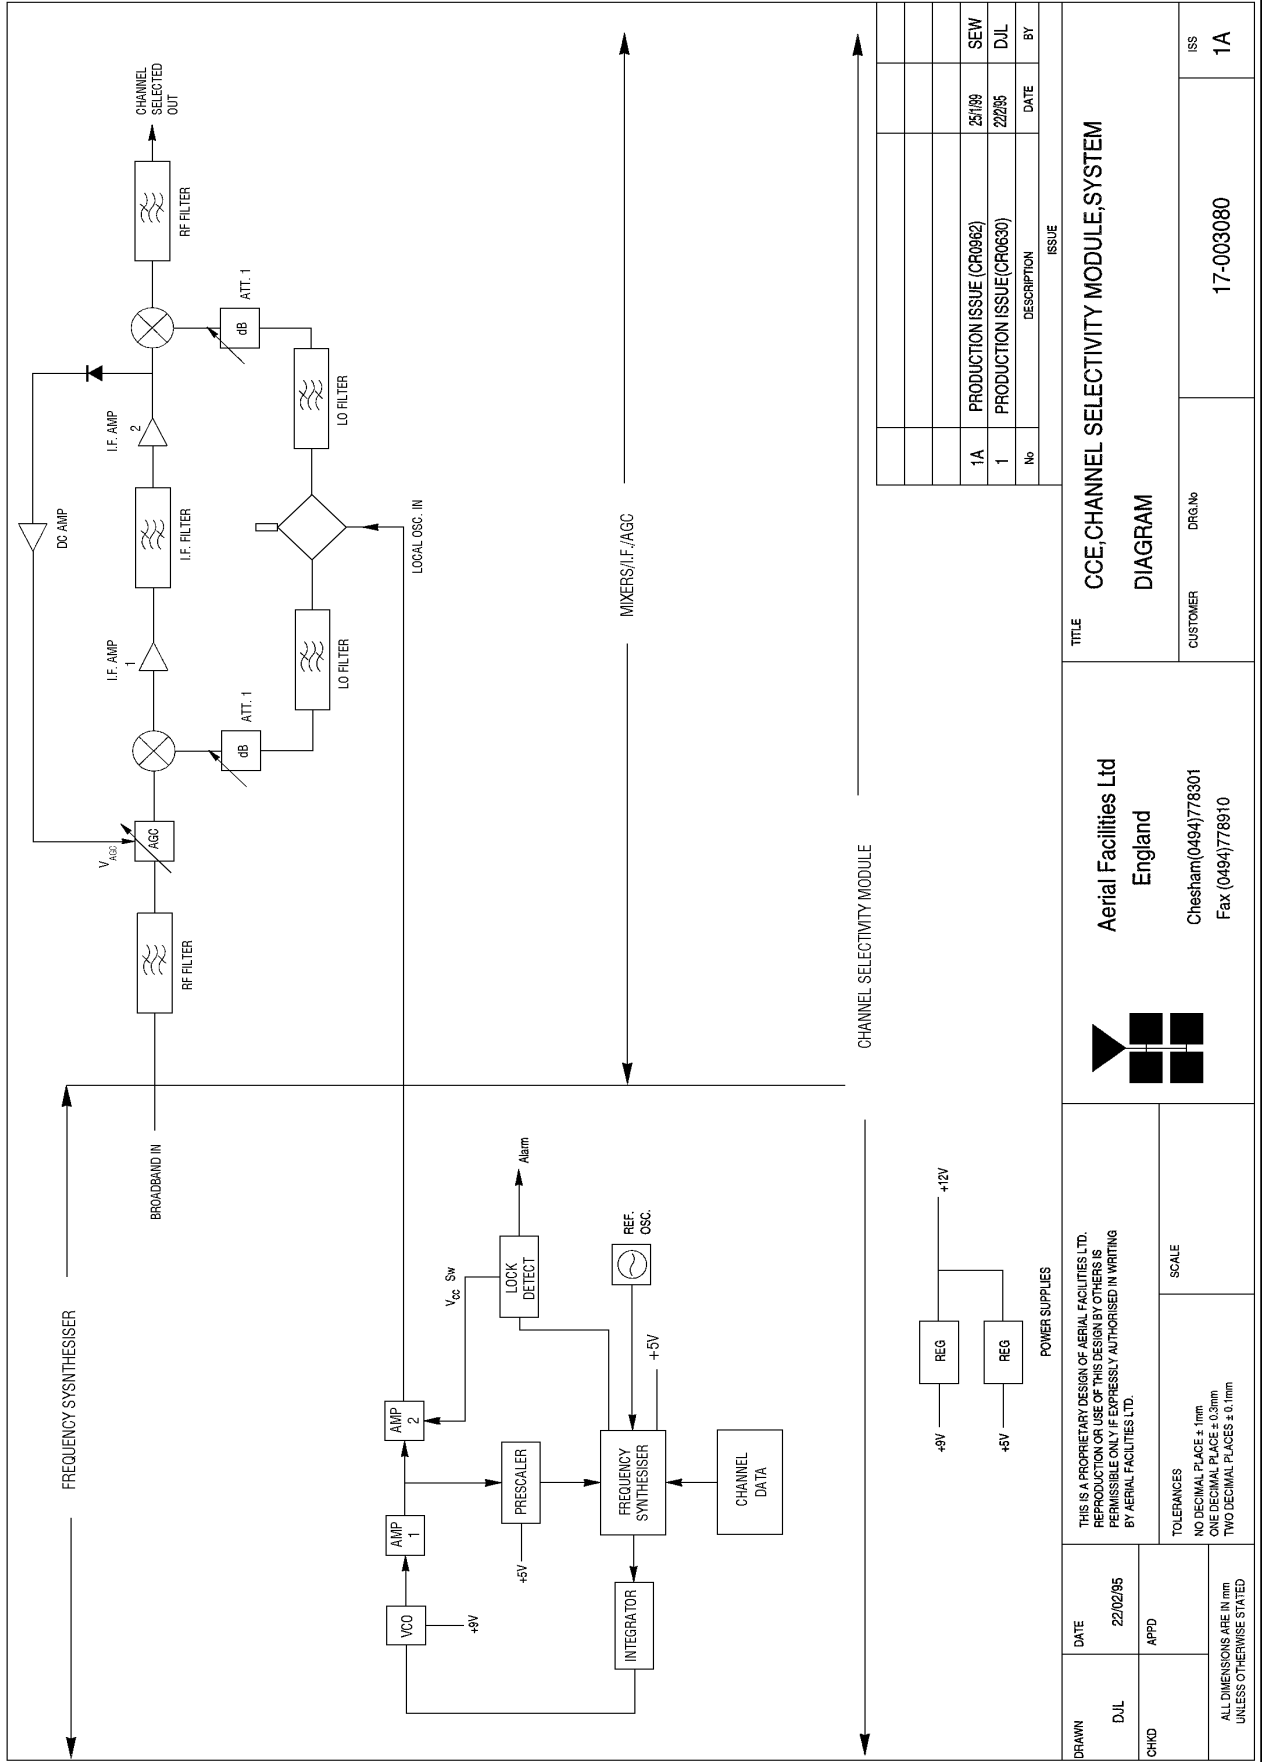 FREQUENCY SYSNTHESISER
BROADBAND IN
RF FILTER
V AGC
AGC
DC AMP
I.F. AMP
1
I.F. FILTER
I.F. AMP
2
RF FILTER
CHANNEL
SELECTED
OUT
ATT. 1
dB
LO FILTER
LO FILTER
ATT. 1
dB
LOCAL OSC. IN
MIXERS/I.F./AGC
VCO
+9V
AMP
1
AMP
2
PRESCALER
+5V
VCC Sw
LOCK
DETECT
Alarm
INTEGRATOR
FREQUENCY
SYNTHESISER
+5V
REF.
OSC.
CHANNEL
DATA
CHANNEL SELECTIVITY MODULE
+9V
REG
+12V
+5V
REG
POWER SUPPLIES
1A PRODUCTION ISSUE (CR0962) 25/1/99 SEW
1 PRODUCTION ISSUE(CR0630) 22/2/95 DJL
No DESCRIPTION DATE BY
ISSUE
DRAWN
DJL
DATE
22/02/95
CHKD
APPD
ALL DIMENSIONS ARE IN mm
UNLESS OTHERWISE STATED
THIS IS A PROPRIETARY DESIGN OF AERIAL FACILITIES LTD.
REPRODUCTION OR USE OF THIS DESIGN BY OTHERS IS
PERMISSIBLE ONLY IF EXPRESSLY AUTHORISED IN WRITING
BY AERIAL FACILITIES LTD.
TOLERANCES
NO DECIMAL PLACE ± 1mm
ONE DECIMAL PLACE ± 0.3mm
TWO DECIMAL PLACES ± 0.1mm
SCALE
Aerial Facilities Ltd
England
Chesham(0494)778301
Fax (0494)778910
TITLE
CCE,CHANNEL SELECTIVITY MODULE,SYSTEM
DIAGRAM
CUSTOMER
DRG.No
17-003080
ISS
1A